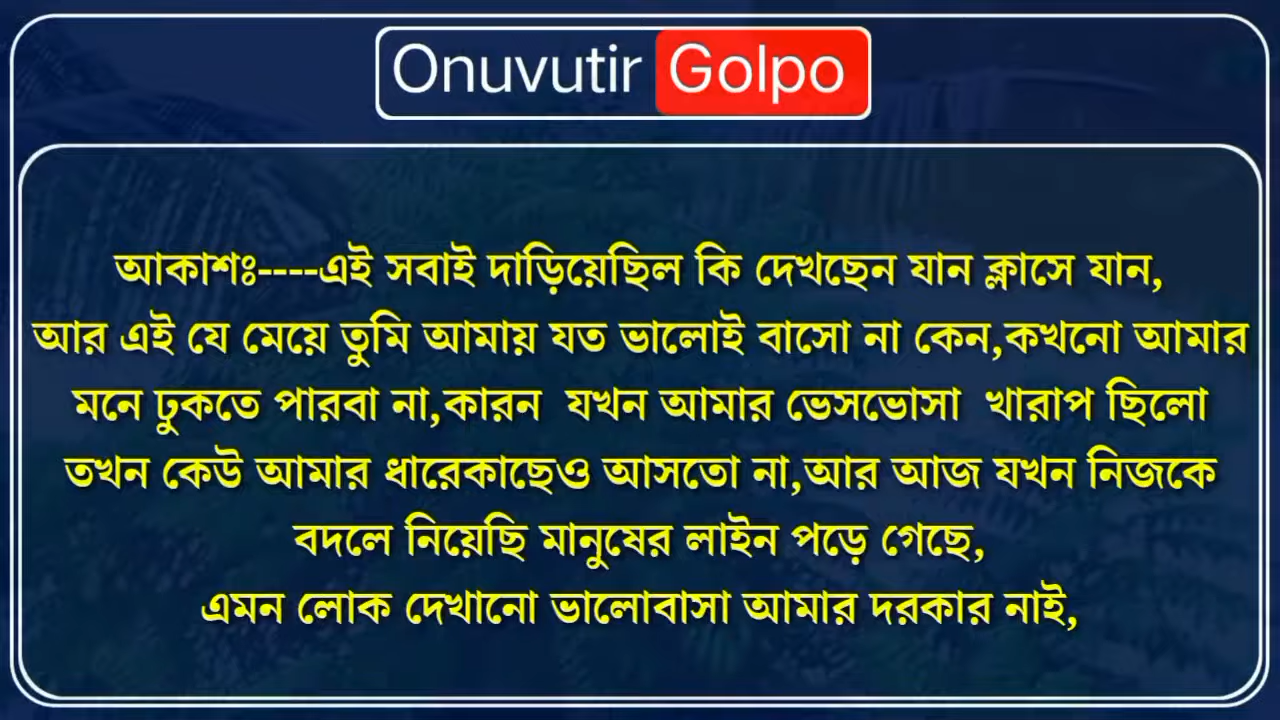 Onuvutir Golpo
আকাশঃ----এই সবাই দাড়িয়েছিল কি দেখছেন যান ক্লাসে যান,
আর এই যে মেয়ে তুমি আমায় যত ভালোই বাসো না কেন,কখনো আমার
মনে ঢুকতে পারবা না,কারন যখন আমার ভেসভোসা খারাপ ছিলো
তখন কেউ আমার ধারেকাছেও আসতো না,আর আজ যখন নিজকে
বদলে নিয়েছি মানুষের লাইন পড়ে গেছে,
এমন লোক দেখানো ভালোবাসা আমার দরকার নাই,